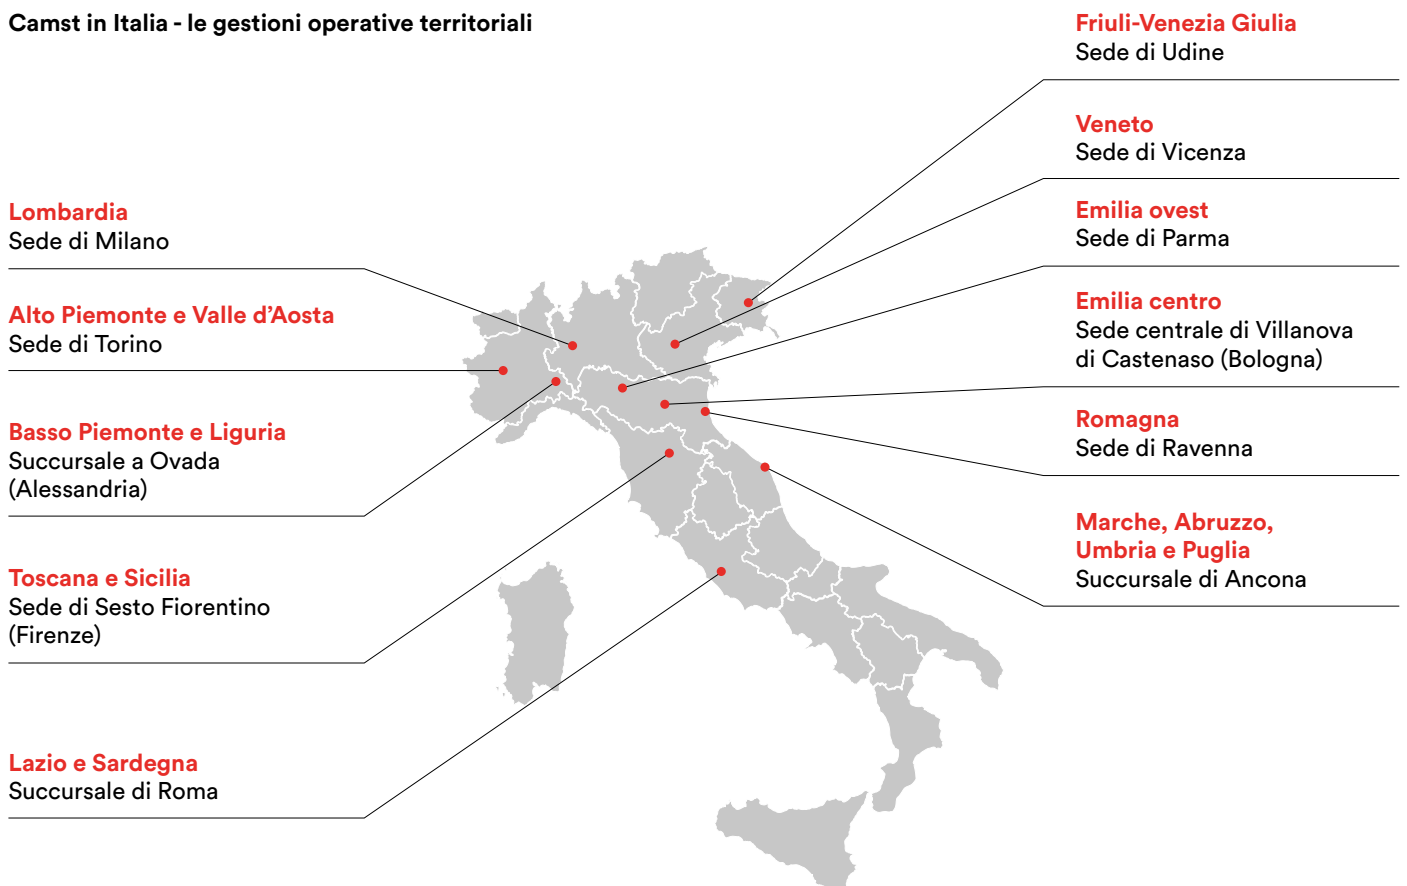 Camst in Italia - le gestioni operative territoriali
Lombardia
Sede di Milano
Alto Piemonte e Valle d’Aosta
Sede di Torino
Basso Piemonte e Liguria
Succursale a Ovada
(Alessandria)
Toscana e Sicilia
Sede di Sesto Fiorentino
(Firenze)
Lazio e Sardegna
Succursale di Roma
Friuli-Venezia Giulia
Sede di Udine
Veneto
Sede di Vicenza
Emilia ovest
Sede di Parma
Emilia centro
Sede centrale di Villanova
di Castenaso (Bologna)
Romagna
Sede di Ravenna
Marche, Abruzzo,
Umbria e Puglia
Succursale di Ancona